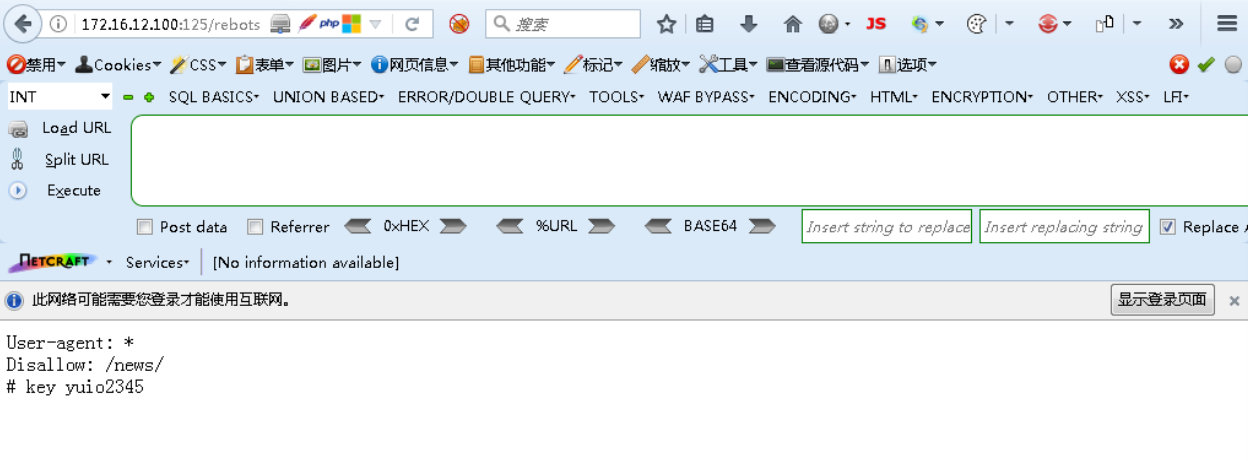 172.16.12.100:125/rebots php 搜索 JS
禁用 Cookies CSS 表单 图片 网页信息 其他功能 标记 缩放 工具 查看源代码 选项
INT SQL BASICS UNION BASED ERROR/DOUBLE QUERY TOOLS WAF BYPASS ENCODING HTML ENCRYPTION OTHER XSS LFI
Load URL
Split URL
Execute
Post data Referrer 0xHEX %URL BASE64 Insert string to replace Insert replacing string Replace
NETCRAFT Services [No information available]
此网络可能需要您登录才能使用互联网。 显示登录页面
User-agent: *
Disallow: /news/
# key yuio2345